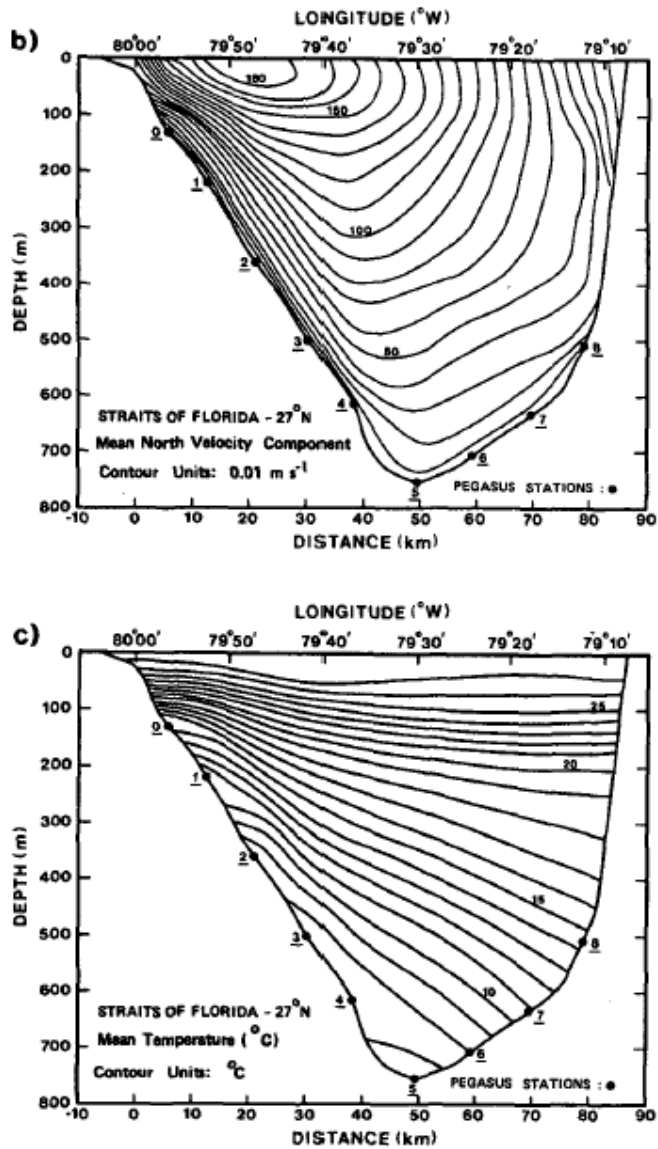 LONGITUDE (°W)
b)
80°00' 79°50' 79°40' 79°30' 79°20' 79°10'
0
180
150
100
0
200
1
100
300
2
400
DEPTH (m)
500
3
50
8
600
4
STRAITS OF FLORIDA - 27°N
7
Mean North Velocity Component
700
6
Contour Units: 0.01 m s⁻¹
5
PEGASUS STATIONS : ●
800
-10 0 10 20 30 40 50 60 70 80 90
DISTANCE (km)
LONGITUDE (°W)
c)
80°00' 79°50' 79°40' 79°30' 79°20' 79°10'
0
100
25
0
200
20
1
300
2
400
DEPTH (m)
15
500
3
8
600
10
4
STRAITS OF FLORIDA - 27°N
7
Mean Temperature (°C)
700
6
Contour Units: °C
5
PEGASUS STATIONS : ●
800
-10 0 10 20 30 40 50 60 70 80 90
DISTANCE (km)